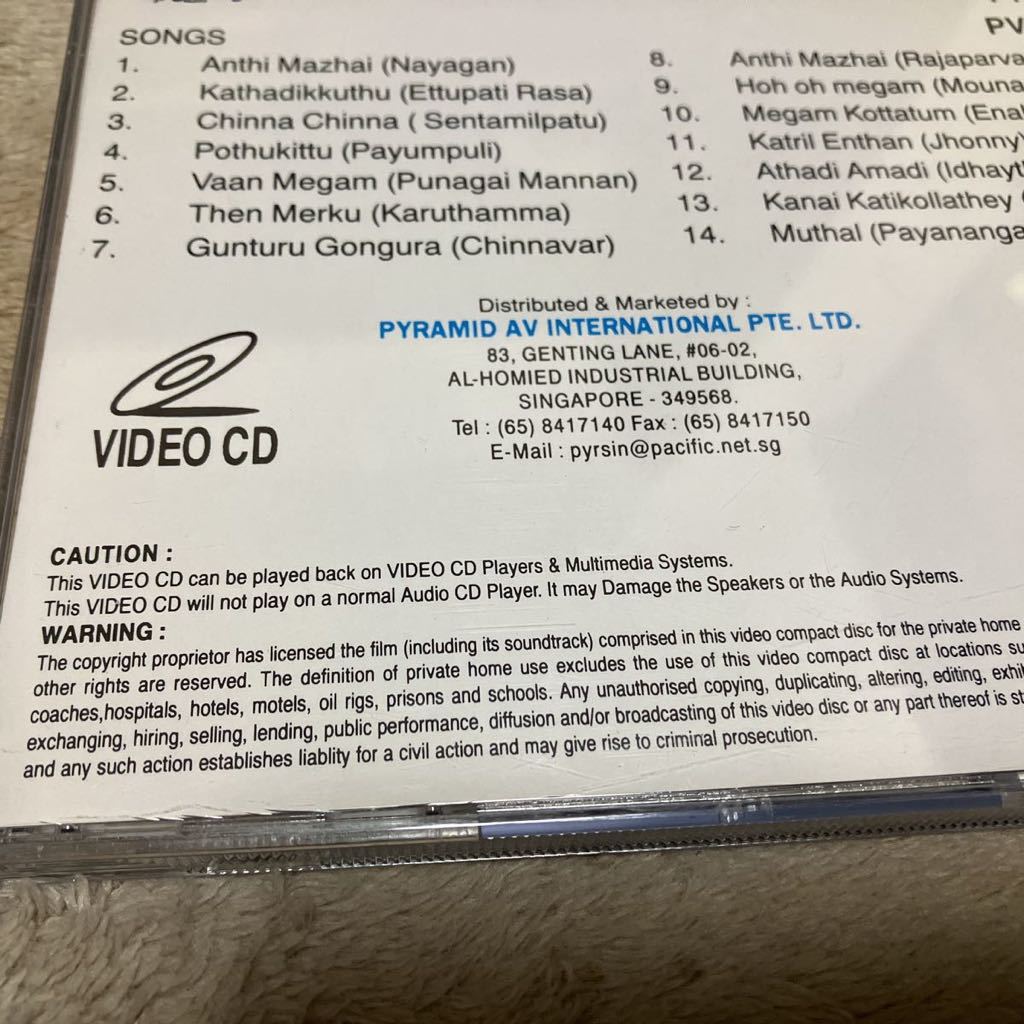 PV
SONGS
1. Anthi Mazhai (Nayagan)
2. Kathadikkuthu (Ettupati Rasa)
3. Chinna Chinna ( Sentamilpatu)
4. Pothukittu (Payumpuli)
5. Vaan Megam (Punagai Mannan)
6. Then Merku (Karuthamma)
7. Gunturu Gongura (Chinnavar)
8. Anthi Mazhai (Rajaparva
9. Hoh oh megam (Mouna
10. Megam Kottatum (Enak
11. Katril Enthan (Jhonny)
12. Athadi Amadi (Idhayth
13. Kanai Katikollathey (
14. Muthal (Payananga
Distributed & Marketed by :
PYRAMID AV INTERNATIONAL PTE. LTD.
83, GENTING LANE, #06-02,
AL-HOMIED INDUSTRIAL BUILDING,
SINGAPORE - 349568.
Tel : (65) 8417140 Fax : (65) 8417150
E-Mail : pyrsin@pacific.net.sg
VIDEO CD
CAUTION :
This VIDEO CD can be played back on VIDEO CD Players & Multimedia Systems.
This VIDEO CD will not play on a normal Audio CD Player. It may Damage the Speakers or the Audio Systems.
WARNING :
The copyright proprietor has licensed the film (including its soundtrack) comprised in this video compact disc for the private home
other rights are reserved. The definition of private home use excludes the use of this video compact disc at locations su
coaches,hospitals, hotels, motels, oil rigs, prisons and schools. Any unauthorised copying, duplicating, altering, editing, exhi
exchanging, hiring, selling, lending, public performance, diffusion and/or broadcasting of this video disc or any part thereof is st
and any such action establishes liablity for a civil action and may give rise to criminal prosecution.